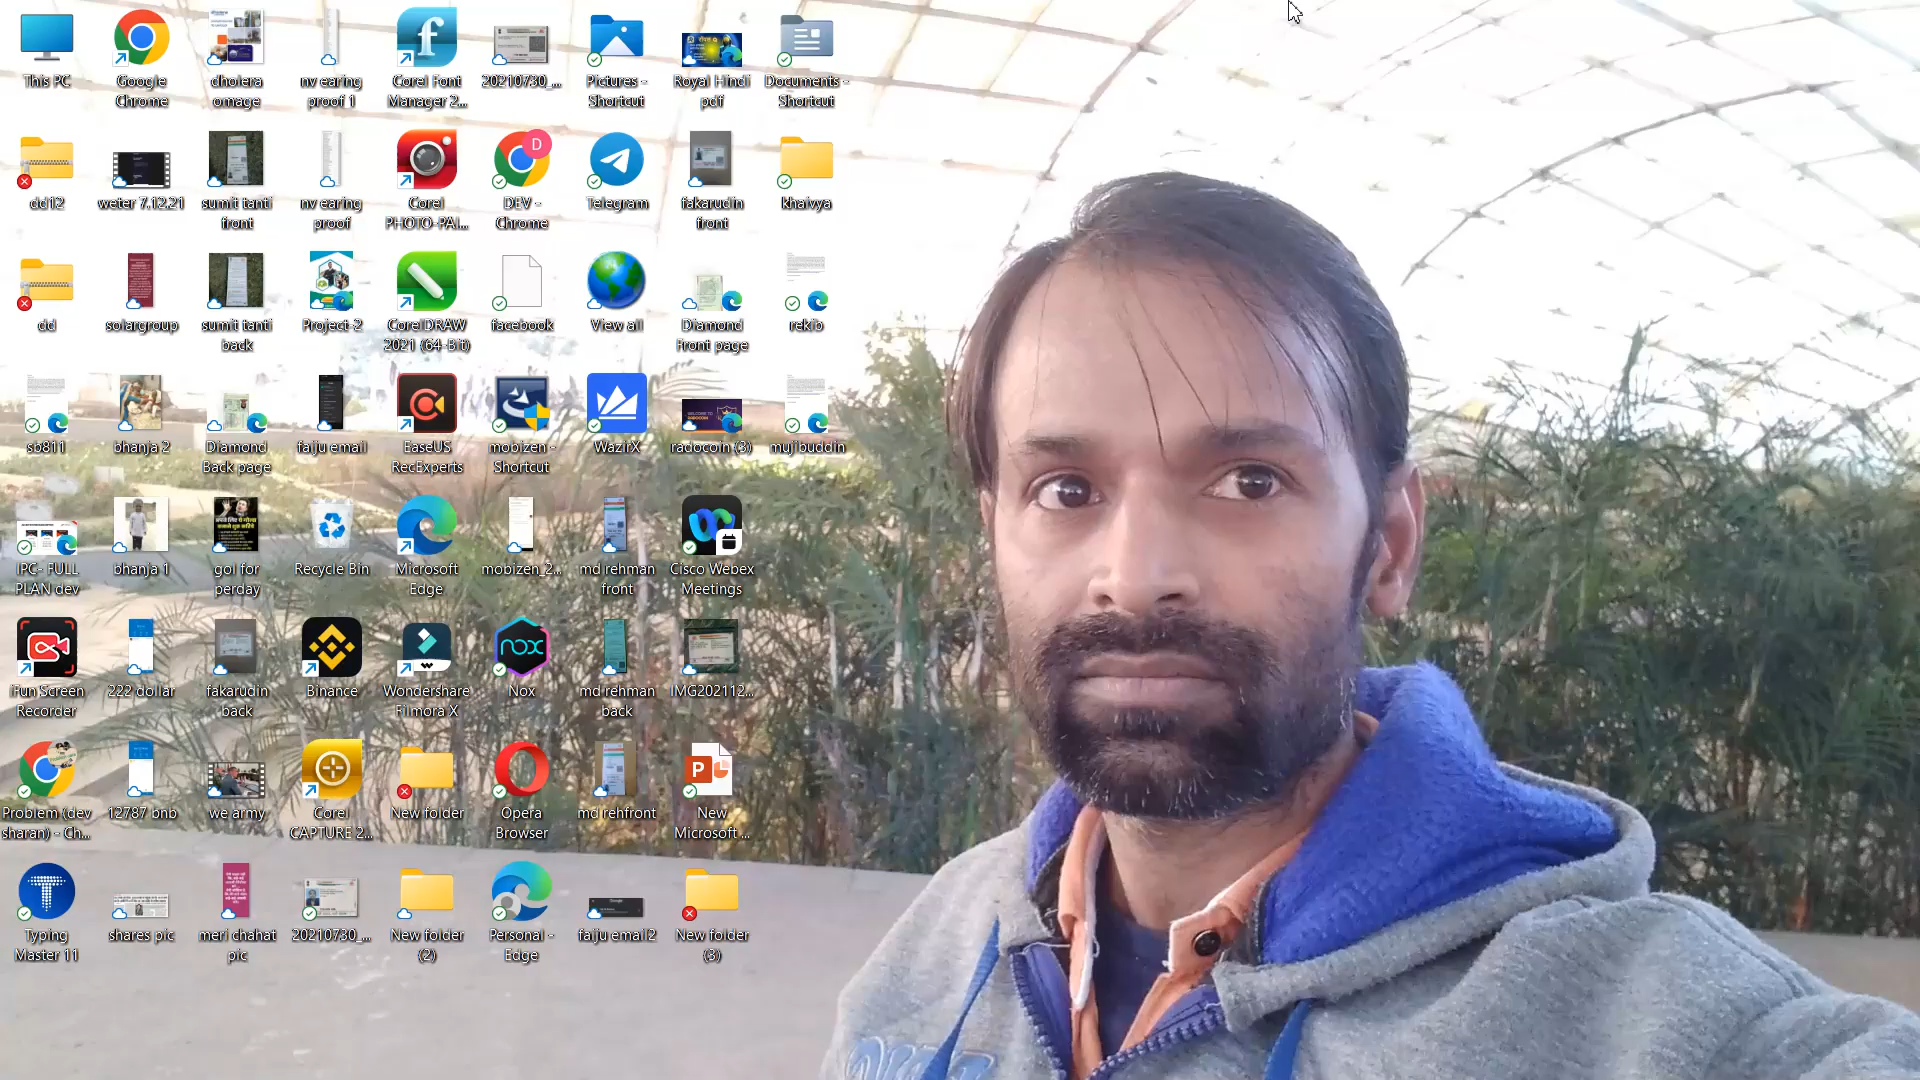 This PC
Google
Chrome
dholera
omage
nv earing
proof 1
Corel Font
Manager 2...
20210730_...
Pictures -
Shortcut
Royal Hindi
pdf
Documents -
Shortcut
dd12
weter 7.12.21
sumit tanti
front
nv earing
proof
Corel
PHOTO-PAI...
D
DEV -
Chrome
Telegram
fakarudin
front
khaivya
dd
solargroup
sumit tanti
back
Project-2
CorelDRAW
2021 (64-Bit)
facebook
View all
Diamond
Front page
rekib
sb811
bhanja 2
Diamond
Back page
faiju email
EaseUS
RecExperts
mobizen -
Shortcut
WazirX
radocoin (3)
mujibuddin
IPC- FULL
PLAN dev
bhanja 1
gol for
perday
Recycle Bin
Microsoft
Edge
mobizen_2...
md rehman
front
Cisco Webex
Meetings
iFun Screen
Recorder
222 dollar
fakarudin
back
Binance
Wondershare
Filmora X
nox
Nox
md rehman
back
IMG202112...
Problem (dev
sharan) - Ch...
12787 bnb
we army
Corel
CAPTURE 2...
New folder
Opera
Browser
md rehfront
P
New
Microsoft ...
T
Typing
Master 11
shares pic
meri chahat
pic
20210730_...
New folder
(2)
Personal -
Edge
faiju email2
New folder
(3)